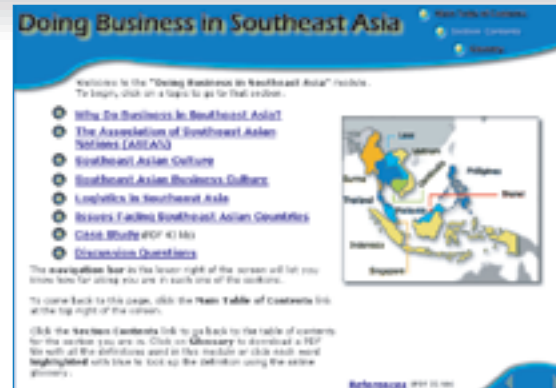 Doing Business in Southeast Asia
Main Table of Contents
Section Contents
Glossary
Welcome to the "Doing Business in Southeast Asia" module.
To begin, click on a topic to go to that section.
Why Do Business in Southeast Asia?
The Association of Southeast Asian
Nations (ASEAN)
Southeast Asian Culture
Southeast Asian Business Culture
Logistics in Southeast Asia
Issues Facing Southeast Asian Countries
Case Study (PDF 43 kb)
Discussion Questions
The navigation bar in the lower right of the screen will let you
know how far along you are in each one of the sections.
To come back to this page, click the Main Table of Contents link
at the top right of the screen.
Click the Section Contents link to go back to the table of contents
for the section you are in. Click on Glossary to download a PDF
file with all the definitions used in this module or click each word
highlighted with blue to look up the definition using the online
glossary.
Laos
Vietnam
Burma
Philippines
Thailand
Brunei
Malaysia
Indonesia
Singapore
References